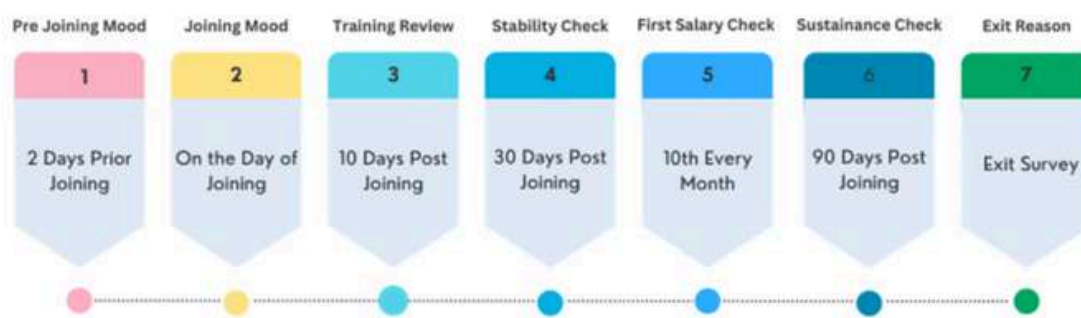 Pre Joining Mood
Joining Mood
Training Review
Stability Check
First Salary Check
Sustainance Check
Exit Reason
1
2
3
4
5
6
7
2 Days Prior
Joining
On the Day of
Joining
10 Days Post
Joining
30 Days Post
Joining
10th Every
Month
90 Days Post
Joining
Exit Survey